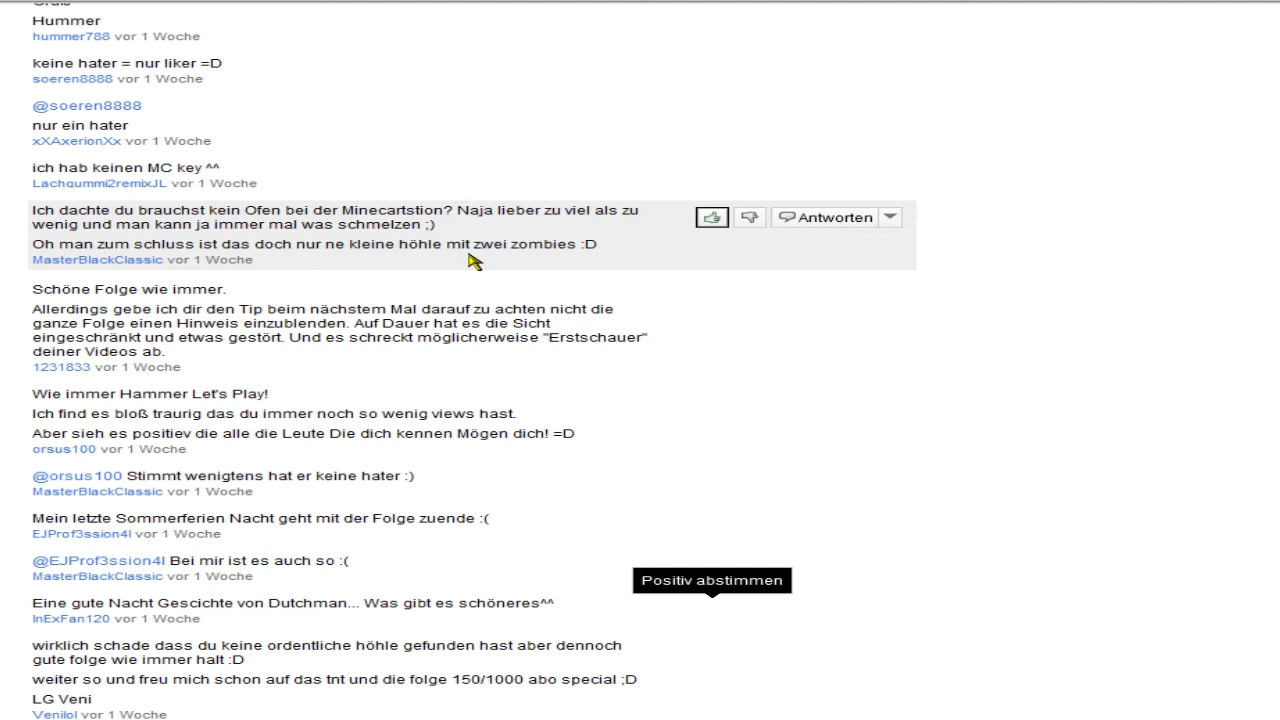 Gruß
Hummer
hummer788 vor 1 Woche
keine hater = nur liker =D
soeren8888 vor 1 Woche
@soeren8888
nur ein hater
xXAxerionXx vor 1 Woche
ich hab keinen MC key ^^
Lachgummi2remixJL vor 1 Woche
Ich dachte du brauchst kein Ofen bei der Minecartstion? Naja lieber zu viel als zu
wenig und man kann ja immer mal was schmelzen ;)
Antworten
Oh man zum schluss ist das doch nur ne kleine höhle mit zwei zombies :D
MasterBlackClassic vor 1 Woche
Schöne Folge wie immer.
Allerdings gebe ich dir den Tip beim nächstem Mal darauf zu achten nicht die
ganze Folge einen Hinweis einzublenden. Auf Dauer hat es die Sicht
eingeschränkt und etwas gestört. Und es schreckt möglicherweise "Erstschauer"
deiner Videos ab.
1231833 vor 1 Woche
Wie immer Hammer Let's Play!
Ich find es bloß traurig das du immer noch so wenig views hast.
Aber sieh es positiev die alle die Leute Die dich kennen Mögen dich! =D
orsus100 vor 1 Woche
@orsus100 Stimmt wenigtens hat er keine hater :)
MasterBlackClassic vor 1 Woche
Mein letzte Sommerferien Nacht geht mit der Folge zuende :(
EJProf3ssion4l vor 1 Woche
@EJProf3ssion4l Bei mir ist es auch so :(
MasterBlackClassic vor 1 Woche
Positiv abstimmen
Eine gute Nacht Gescichte von Dutchman... Was gibt es schöneres^^
InExFan120 vor 1 Woche
wirklich schade dass du keine ordentliche höhle gefunden hast aber dennoch
gute folge wie immer halt :D
weiter so und freu mich schon auf das tnt und die folge 150/1000 abo special ;D
LG Veni
Venilol vor 1 Woche